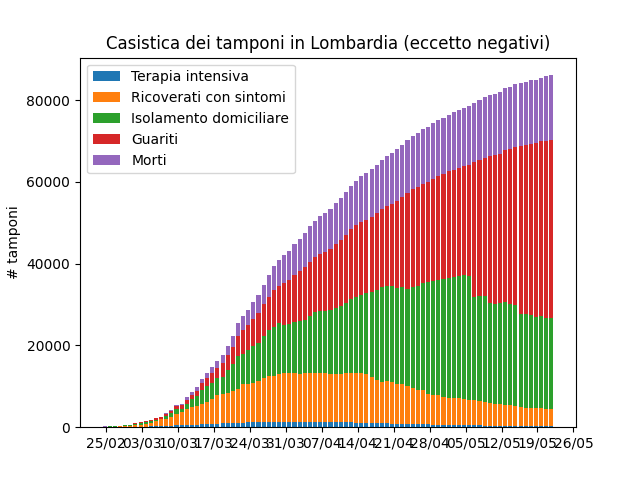 Casistica dei tamponi in Lombardia (eccetto negativi)
Terapia intensiva
Ricoverati con sintomi
Isolamento domiciliare
Guariti
Morti
# tamponi
80000
60000
40000
20000
0
25/02 03/03 10/03 17/03 24/03 31/03 07/04 14/04 21/04 28/04 05/05 12/05 19/05 26/05